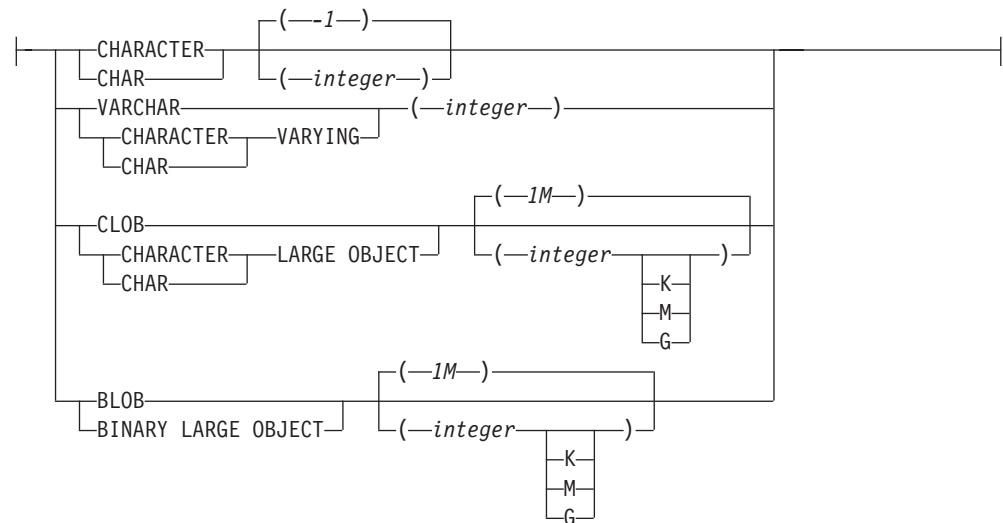 ( -1 )
CHARACTER
CHAR ( integer )
VARCHAR ( integer )
CHARACTER VARYING
CHAR
( 1M )
CLOB
CHARACTER LARGE OBJECT ( integer )
CHAR K
M
G
( 1M )
BLOB
BINARY LARGE OBJECT ( integer )
K
M
G